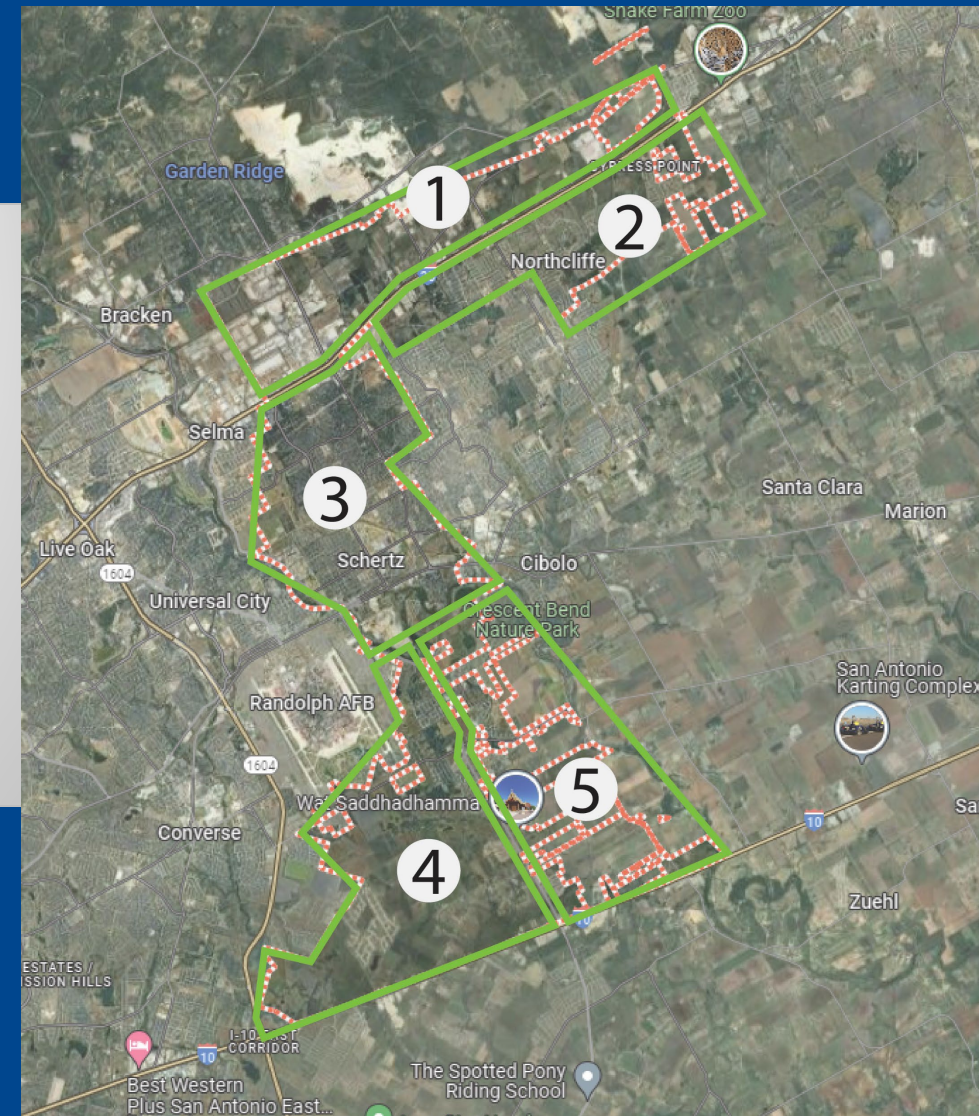 Snake Farm Zoo
Garden Ridge
1
CYPRESS POINT
2
Northcliffe
Bracken
Selma
3
Santa Clara
Marion
Live Oak
1604
Schertz
Cibolo
Universal City
Crescent Bend
Nature Park
San Antonio
Karting Complex
Randolph AFB
1604
Wat Saddhadhamma
5
10
Sa
Converse
4
Zuehl
10
ESTATES /
SSION HILLS
I-10 EAST
CORRIDOR
10
The Spotted Pony
Riding School
Best Western
Plus San Antonio East...